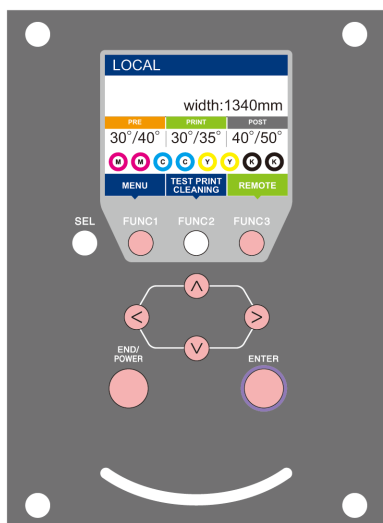 LOCAL
width:1340mm
PRE PRINT POST
30°/40° 30°/35° 40°/50°
M M C C Y Y K K
MENU TEST PRINT CLEANING REMOTE
SEL FUNC1 FUNC2 FUNC3
END/
POWER
ENTER